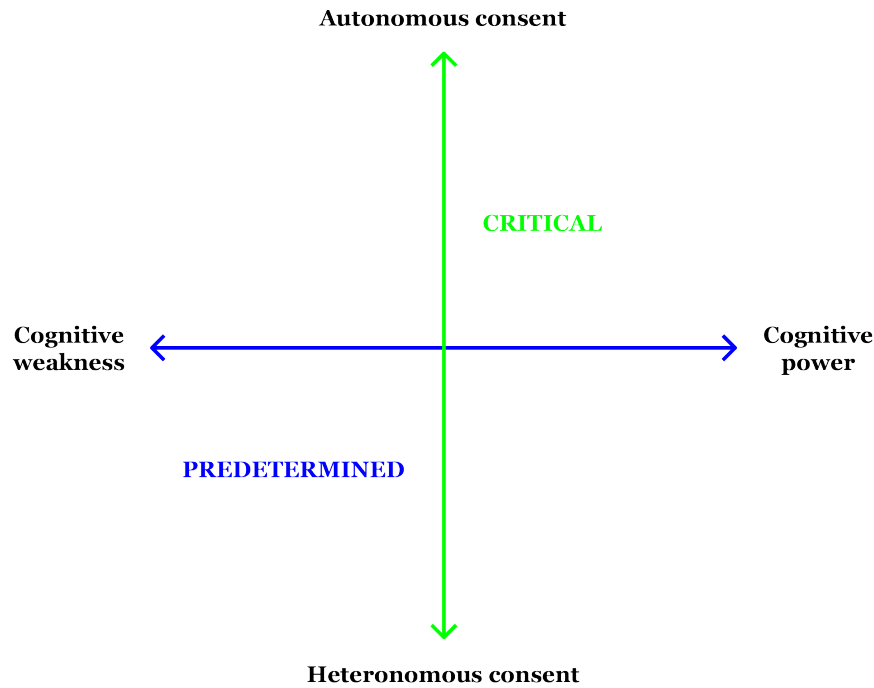 Autonomous consent
CRITICAL
Cognitive
weakness
Cognitive
power
PREDETERMINED
Heteronomous consent